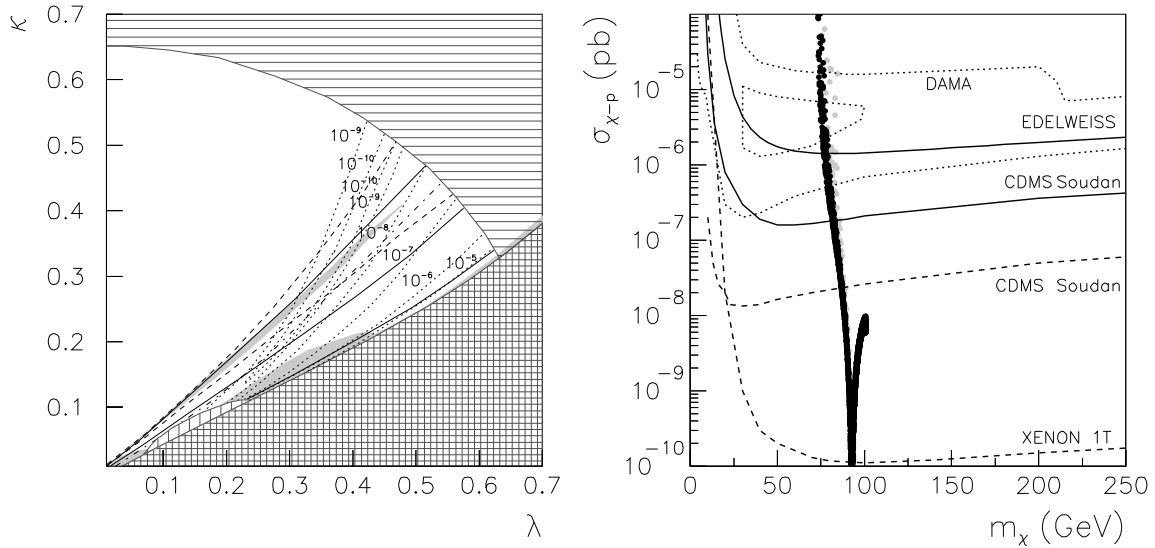 κ
0.7
0.6
0.5
0.4
0.3
0.2
0.1
10⁻⁹
10⁻¹⁰
10⁻¹⁰
10⁻⁹
10⁻⁸
10⁻⁷
10⁻⁶
10⁻⁵
0.1 0.2 0.3 0.4 0.5 0.6 0.7
λ
σχ₋p (pb)
10⁻⁵
10⁻⁶
10⁻⁷
10⁻⁸
10⁻⁹
10⁻¹⁰
DAMA
EDELWEISS
CDMS Soudan
CDMS Soudan
XENON 1T
0 50 100 150 200 250
mχ (GeV)